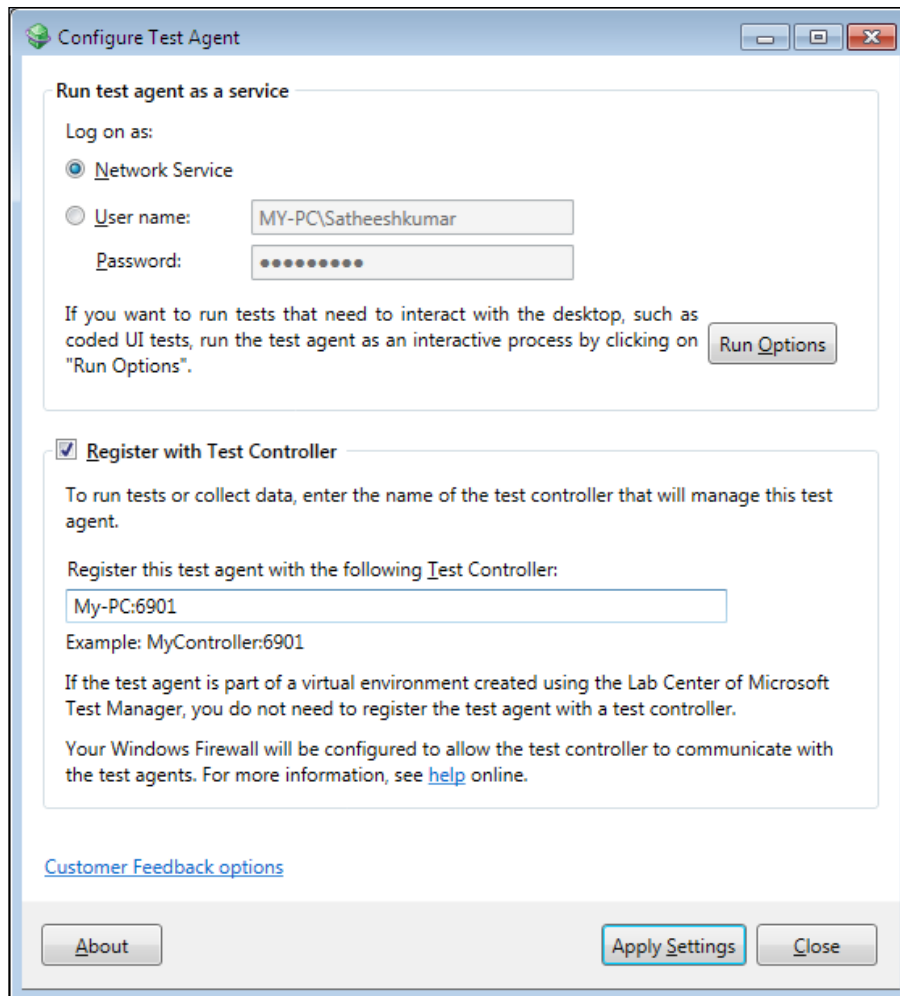 Configure Test Agent
Run test agent as a service
Log on as:
Network Service
User name: MY-PC\Satheeshkumar
Password: ●●●●●●●●●
If you want to run tests that need to interact with the desktop, such as
coded UI tests, run the test agent as an interactive process by clicking on
"Run Options".
Run Options
Register with Test Controller
To run tests or collect data, enter the name of the test controller that will manage this test
agent.
Register this test agent with the following Test Controller:
My-PC:6901
Example: MyController:6901
If the test agent is part of a virtual environment created using the Lab Center of Microsoft
Test Manager, you do not need to register the test agent with a test controller.
Your Windows Firewall will be configured to allow the test controller to communicate with
the test agents. For more information, see help online.
Customer Feedback options
About Apply Settings Close